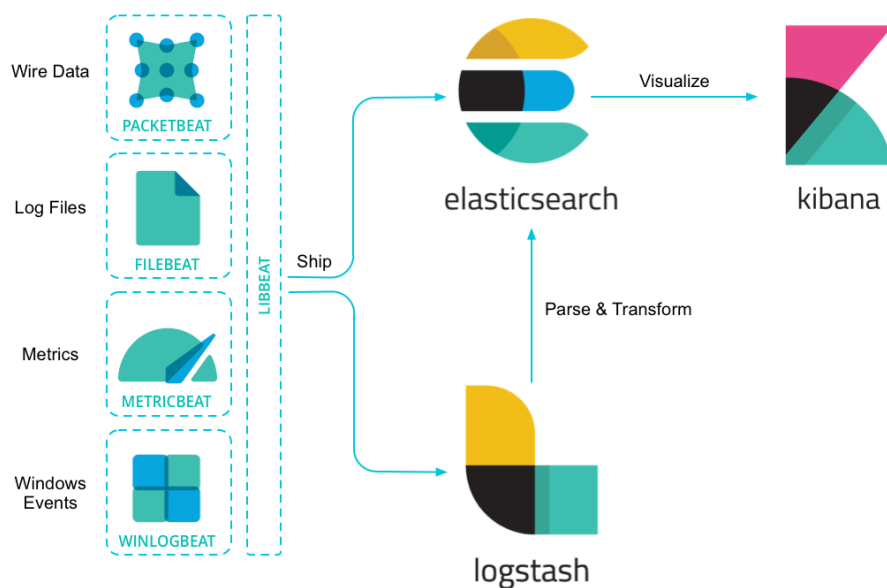 Wire Data
PACKETBEAT
Log Files
FILEBEAT
Metrics
METRICBEAT
Windows
Events
WINLOGBEAT
LIBBEAT
Ship
elasticsearch
Visualize
kibana
Parse & Transform
logstash